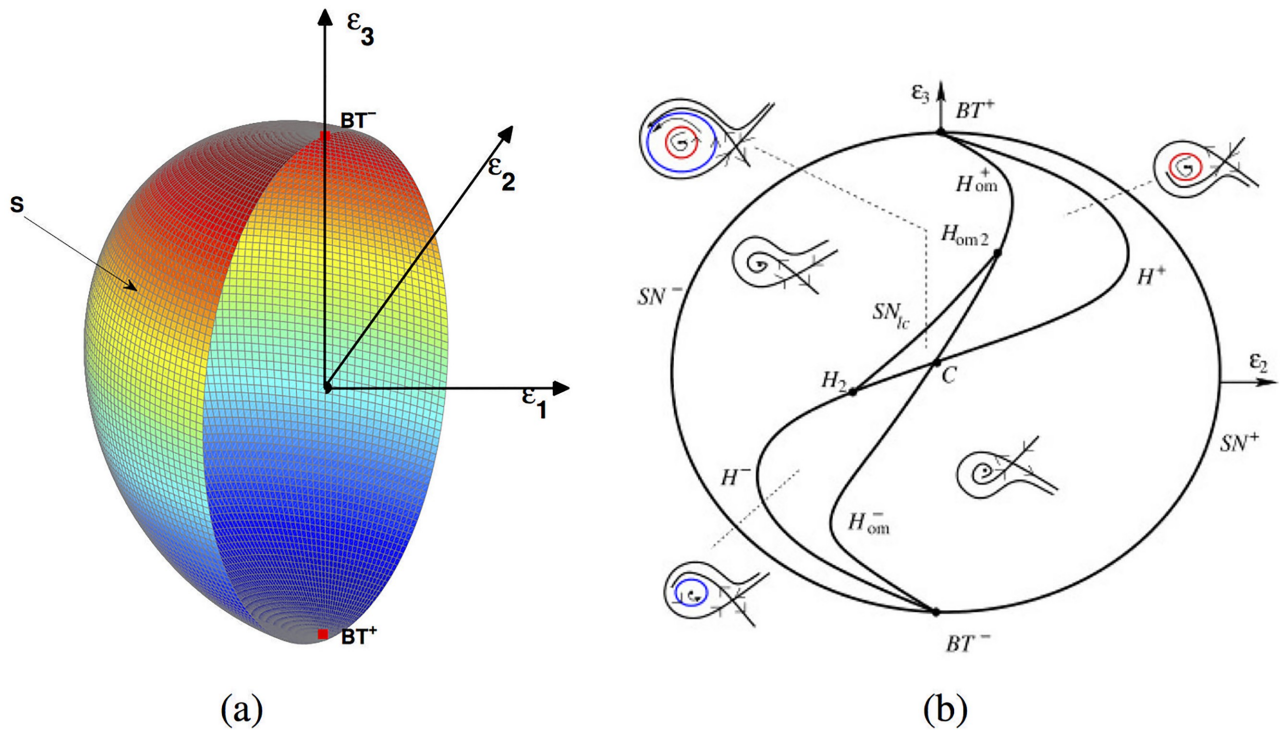 ε3
BT−
ε2
S
ε1
BT+
(a)
ε3
BT+
H+om
Hom2
H+
SN−
SNlc
H2
C
ε2
SN+
H−
H−om
BT−
(b)